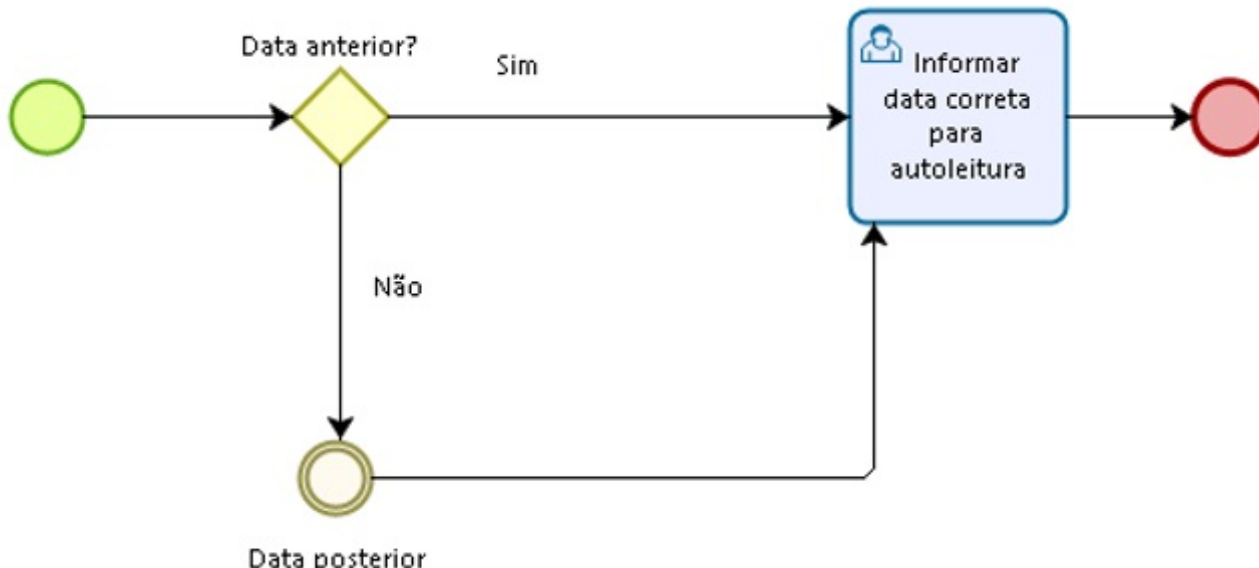 Data anterior?
Sim
Informar
data correta
para
autoleitura
Não
Data posterior